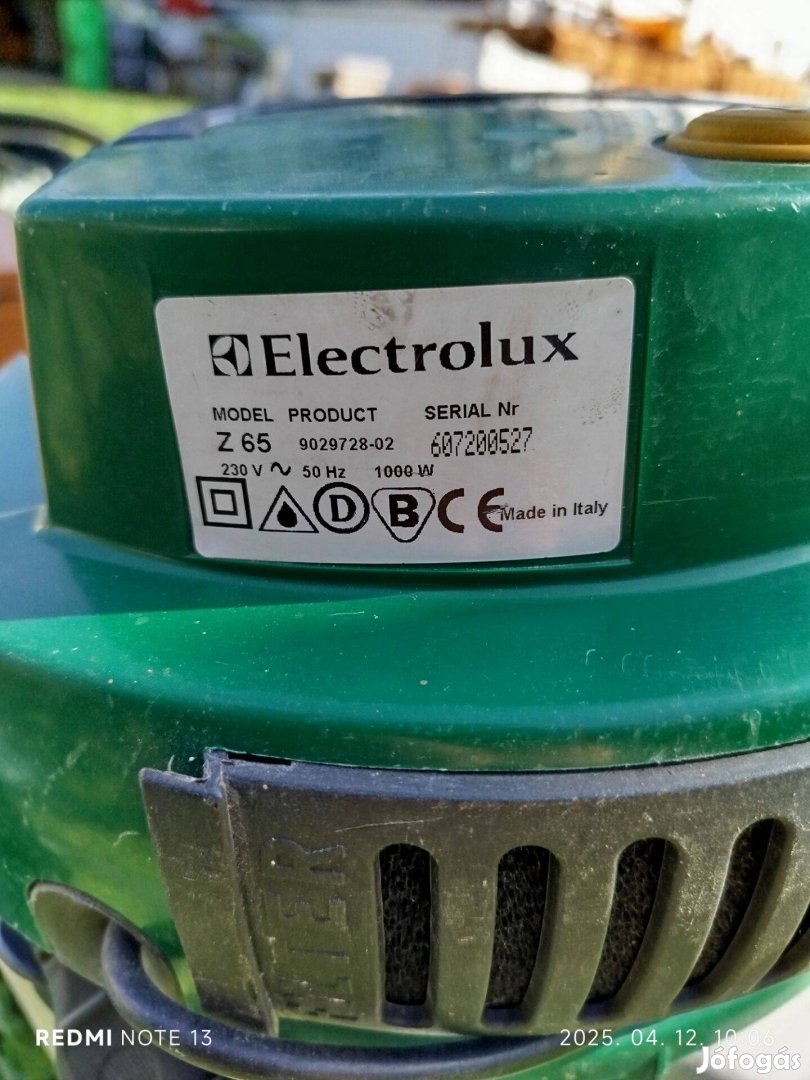 Electrolux
MODEL PRODUCT SERIAL Nr
Z 65 9029728-02 607200527
230 V ~ 50 Hz 1000 W
D B CE Made in Italy
FILTER
REDMI NOTE 13 2025. 04. 12. 10:06
Jófogás